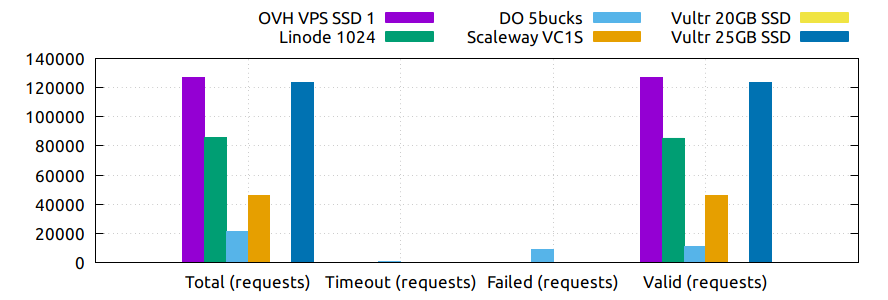 OVH VPS SSD 1 DO 5bucks Vultr 20GB SSD
Linode 1024 Scaleway VC1S Vultr 25GB SSD
140000
120000
100000
80000
60000
40000
20000
0
Total (requests) Timeout (requests) Failed (requests) Valid (requests)